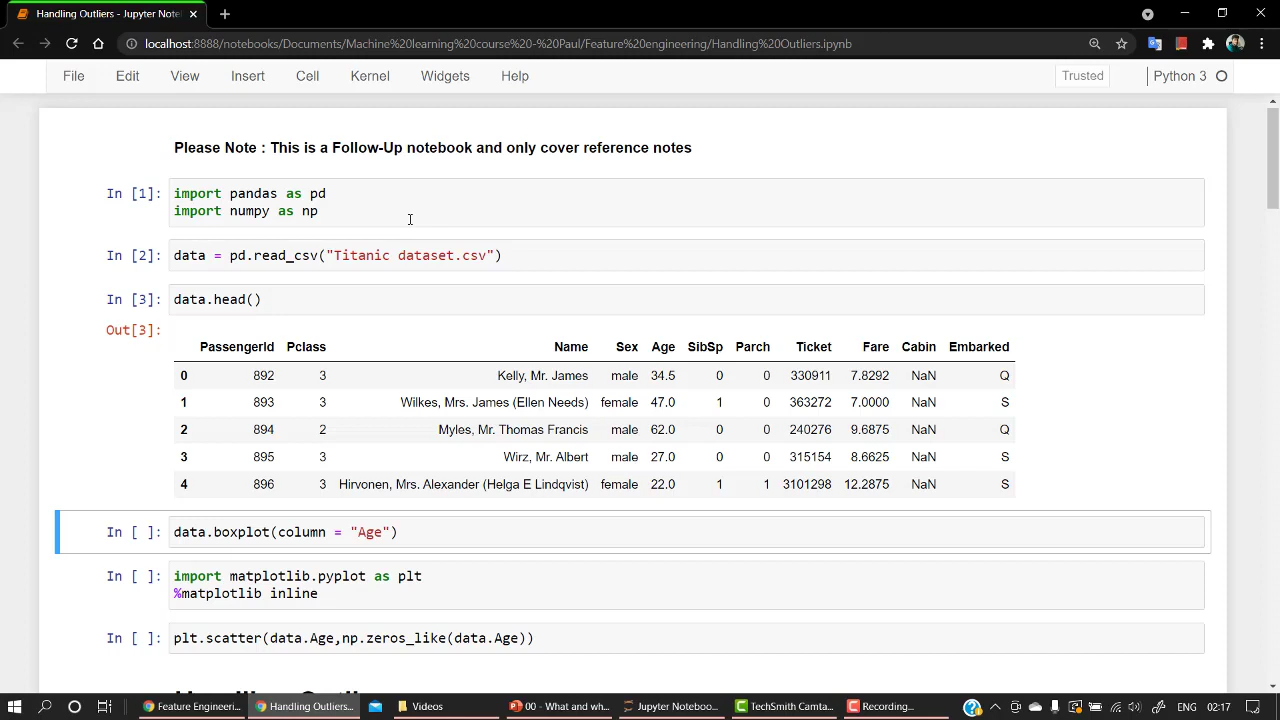 Handling Outliers - Jupyter Note
localhost:8888/notebooks/Documents/Machine%20learning%20course%20-%20Paul/Feature%20engineering/Handling%20Outliers.ipynb
File Edit View Insert Cell Kernel Widgets Help Trusted Python 3
Please Note : This is a Follow-Up notebook and only cover reference notes
In [1]: import pandas as pd
import numpy as np
In [2]: data = pd.read_csv("Titanic dataset.csv")
In [3]: data.head()
Out[3]:
PassengerId Pclass Name Sex Age SibSp Parch Ticket Fare Cabin Embarked
0 892 3 Kelly, Mr. James male 34.5 0 0 330911 7.8292 NaN Q
1 893 3 Wilkes, Mrs. James (Ellen Needs) female 47.0 1 0 363272 7.0000 NaN S
2 894 2 Myles, Mr. Thomas Francis male 62.0 0 0 240276 9.6875 NaN Q
3 895 3 Wirz, Mr. Albert male 27.0 0 0 315154 8.6625 NaN S
4 896 3 Hirvonen, Mrs. Alexander (Helga E Lindqvist) female 22.0 1 1 3101298 12.2875 NaN S
In [ ]: data.boxplot(column = "Age")
In [ ]: import matplotlib.pyplot as plt
%matplotlib inline
In [ ]: plt.scatter(data.Age,np.zeros_like(data.Age))
Feature Engineeri... Handling Outliers... Videos 00 - What and wh... Jupyter Noteboo... TechSmith Camta... Recording... 02:17